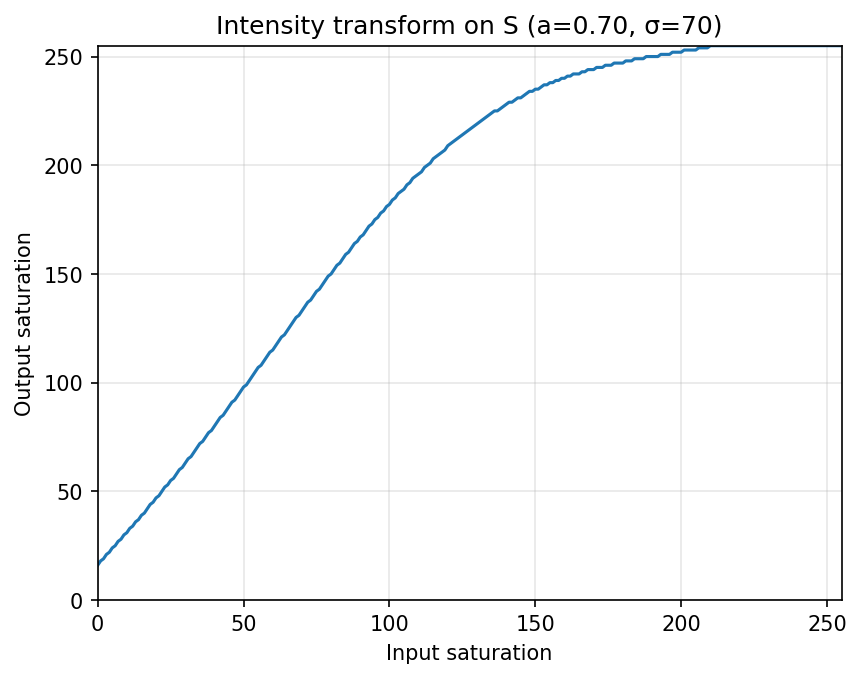 Intensity transform on S (a=0.70, σ=70)
Output saturation
250
200
150
100
50
0
0 50 100 150 200 250
Input saturation